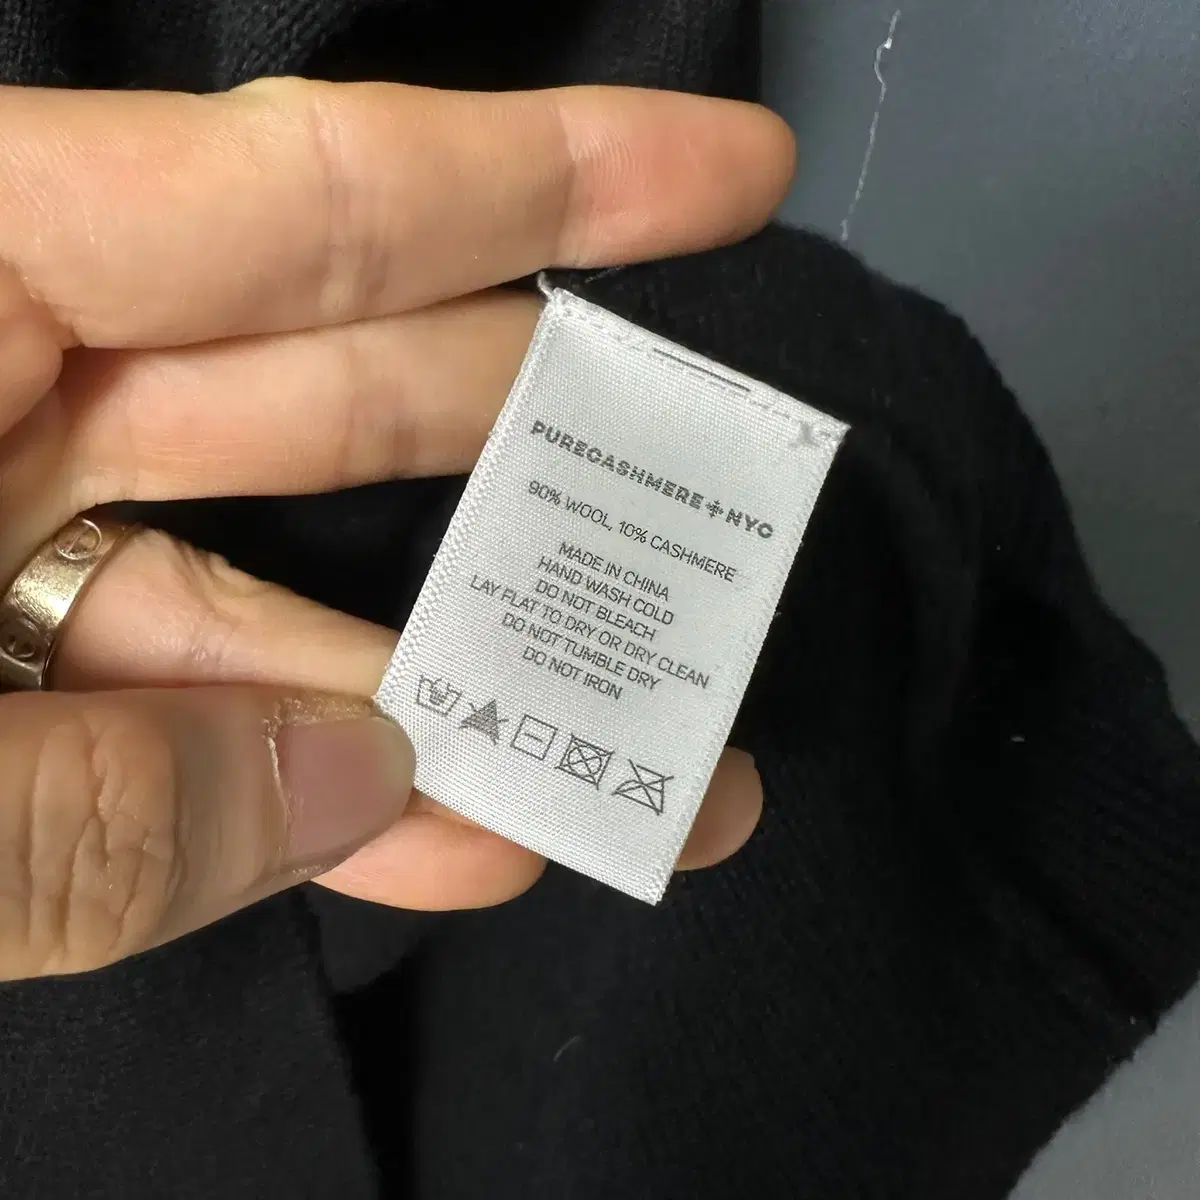 PURECASHMERE NYC
90% WOOL, 10% CASHMERE
MADE IN CHINA
HAND WASH COLD
DO NOT BLEACH
LAY FLAT TO DRY OR DRY CLEAN
DO NOT TUMBLE DRY
DO NOT IRON